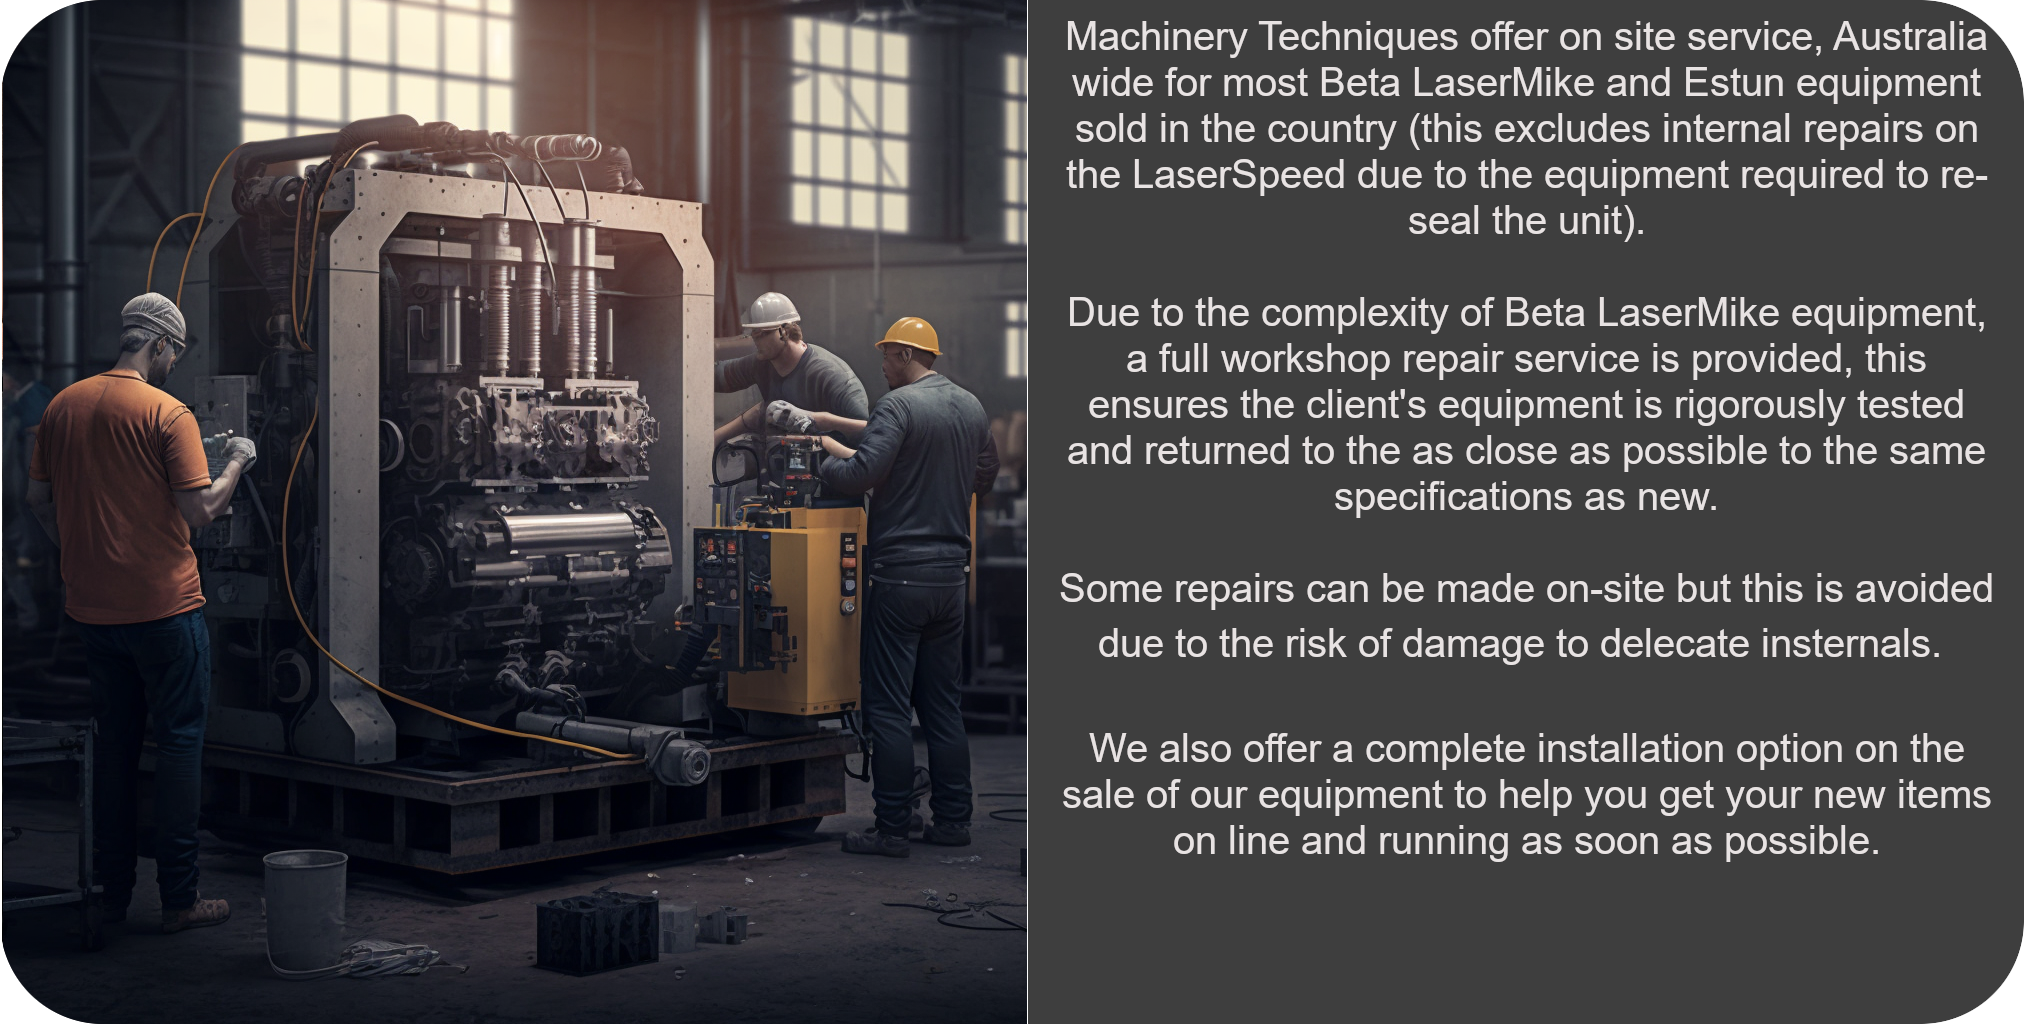 Machinery Techniques offer on site service, Australia
wide for most Beta LaserMike and Estun equipment
sold in the country (this excludes internal repairs on
the LaserSpeed due to the equipment required to re-
seal the unit).
Due to the complexity of Beta LaserMike equipment,
a full workshop repair service is provided, this
ensures the client's equipment is rigorously tested
and returned to the as close as possible to the same
specifications as new.
Some repairs can be made on-site but this is avoided
due to the risk of damage to delecate insternals.
We also offer a complete installation option on the
sale of our equipment to help you get your new items
on line and running as soon as possible.